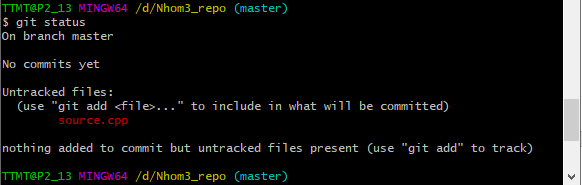 TTMT@P2_13 MINGW64 /d/Nhom3_repo (master)
$ git status
On branch master
No commits yet
Untracked files:
(use "git add <file>..." to include in what will be committed)
source.cpp
nothing added to commit but untracked files present (use "git add" to track)
TTMT@P2_13 MINGW64 /d/Nhom3_repo (master)